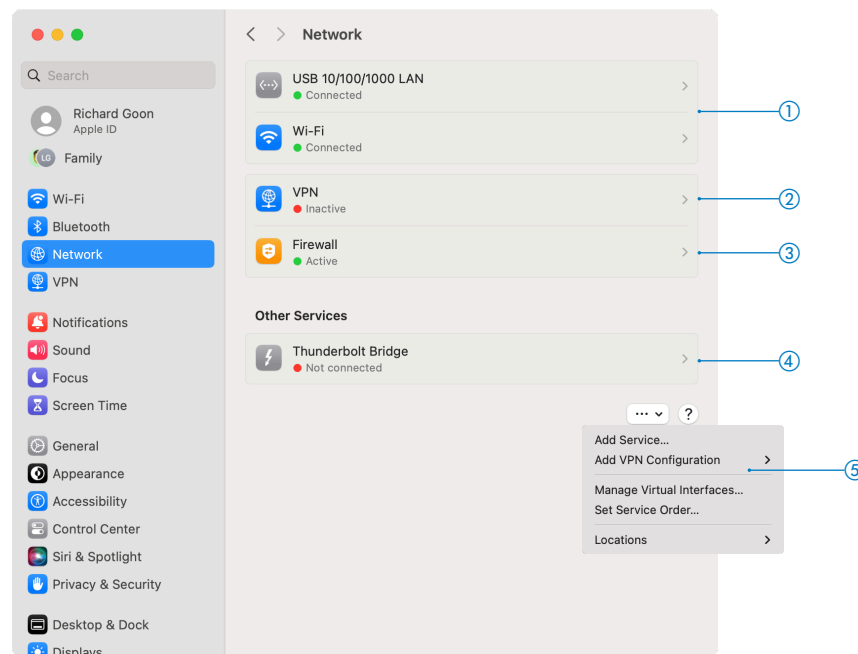 Network
Search
Richard Goon
Apple ID
LG
Family
Wi-Fi
Bluetooth
Network
VPN
Notifications
Sound
Focus
Screen Time
General
Appearance
Accessibility
Control Center
Siri & Spotlight
Privacy & Security
Desktop & Dock
Displays
USB 10/100/1000 LAN
Connected
①
Wi-Fi
Connected
VPN
Inactive
②
Firewall
Active
③
Other Services
Thunderbolt Bridge
Not connected
④
?
Add Service...
Add VPN Configuration
⑤
Manage Virtual Interfaces...
Set Service Order...
Locations